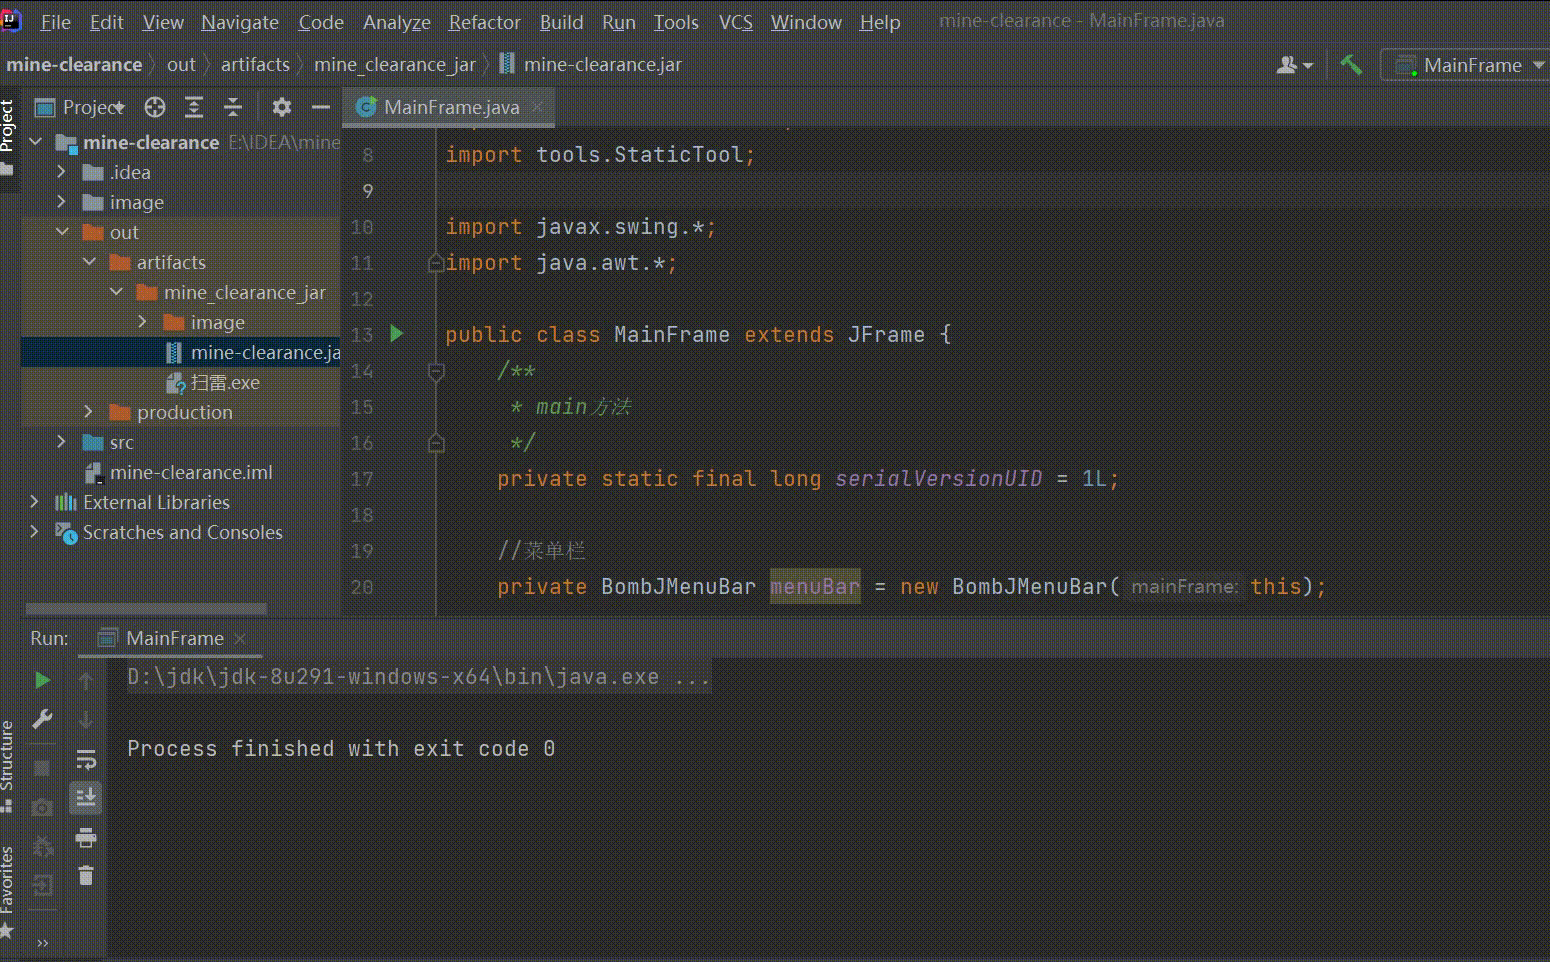 File Edit View Navigate Code Analyze Refactor Build Run Tools VCS Window Help mine-clearance - MainFrame.java
mine-clearance out artifacts mine_clearance_jar mine-clearance.jar MainFrame
Project
Project
MainFrame.java
mine-clearance E:\IDEA\mine
.idea
image
out
artifacts
mine_clearance_jar
image
mine-clearance.ja
扫雷.exe
production
src
mine-clearance.iml
External Libraries
Scratches and Consoles
8 import tools.StaticTool;
9
10 import javax.swing.*;
11 import java.awt.*;
12
13 public class MainFrame extends JFrame {
14 /**
15 * main方法
16 */
17 private static final long serialVersionUID = 1L;
18
19 //菜单栏
20 private BombJMenuBar menuBar = new BombJMenuBar( mainFrame: this);
Run: MainFrame
D:\jdk\jdk-8u291-windows-x64\bin\java.exe ...
Process finished with exit code 0
Structure
Favorites